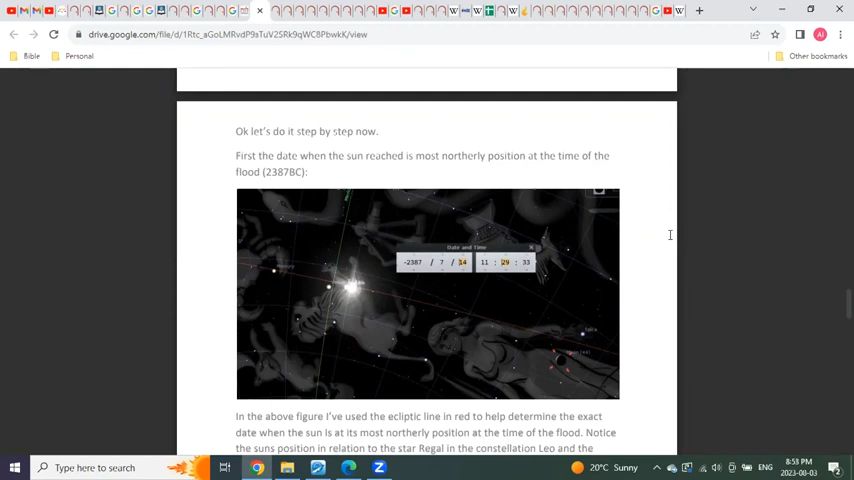 drive.google.com/file/d/1Rtc_aGoLMRvdP9sTuV2SRk9qWC8PbwkK/view
Bible
Personal
Other bookmarks
Ok let's do it step by step now.
First the date when the sun reached is most northerly position at the time of the
flood (2387BC):
Date and Time
-2387 / 7 / 14 11 : 29 : 33
In the above figure I've used the ecliptic line in red to help determine the exact
date when the sun is at its most northerly position at the time of the flood. Notice
the suns position in relation to the star Regal in the constellation Leo and the
Type here to search
20°C Sunny
ENG
8:53 PM
2023-08-03